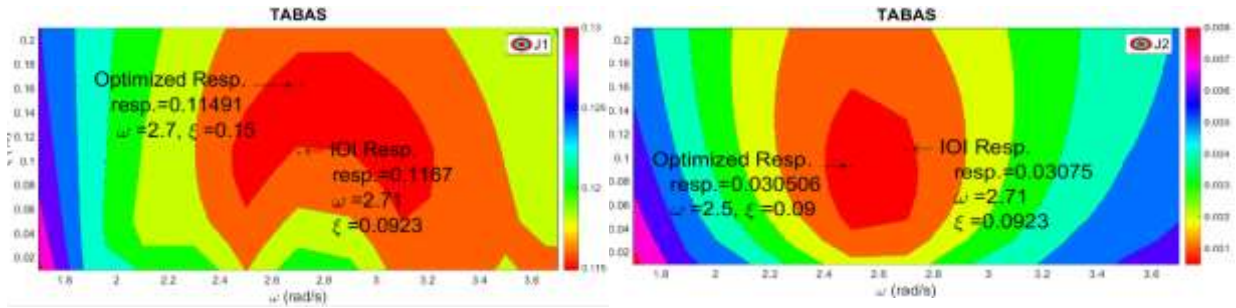 TABAS
J1
Optimized Resp.
resp.=0.11491
ω =2.7, ξ =0.15
IOI Resp.
resp.=0.1167
ω =2.71
ξ =0.0923
0.2
0.18
0.16
0.14
0.12
0.1
0.08
0.06
0.04
0.02
1.8 2 2.2 2.4 2.6 2.8 3 3.2 3.4 3.6
ω (rad/s)
0.13
0.125
0.12
0.115
TABAS
J2
Optimized Resp.
resp.=0.030506
ω =2.5, ξ =0.09
IOI Resp.
resp.=0.03075
ω =2.71
ξ =0.0923
0.2
0.18
0.16
0.14
0.12
0.1
0.08
0.06
0.04
0.02
1.8 2 2.2 2.4 2.6 2.8 3 3.2 3.4 3.6
ω (rad/s)
0.008
0.007
0.006
0.005
0.004
0.003
0.002
0.001